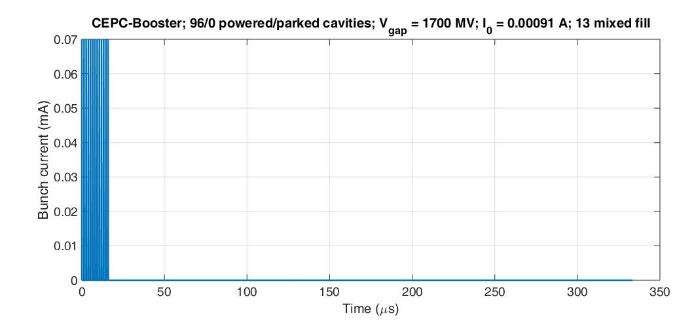 CEPC-Booster; 96/0 powered/parked cavities; V_gap = 1700 MV; I_0 = 0.00091 A; 13 mixed fill
0.07
0.06
0.05
0.04
0.03
0.02
0.01
0
Bunch current (mA)
0 50 100 150 200 250 300 350
Time (μs)